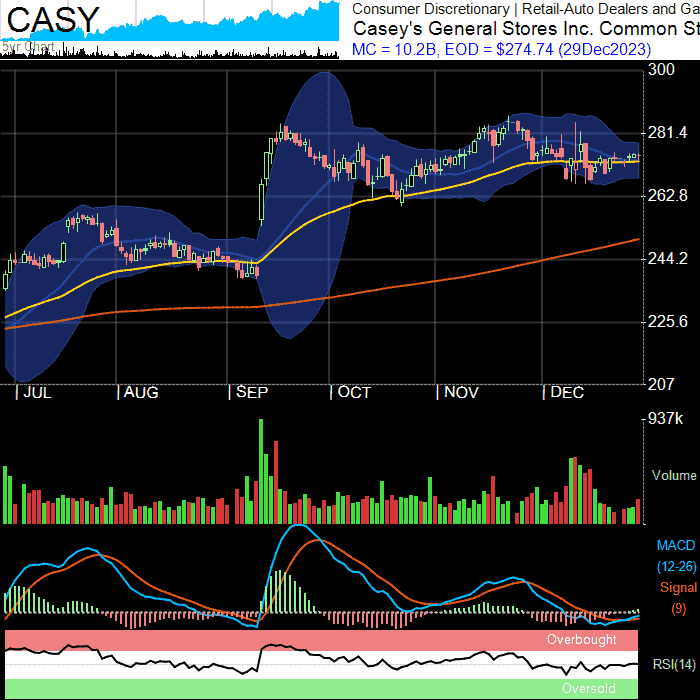 CASY
5yr Chart
Consumer Discretionary | Retail-Auto Dealers and Ga
Casey's General Stores Inc. Common St
MC = 10.2B, EOD = $274.74 (29Dec2023)
300
281.4
262.8
244.2
225.6
207
| JUL | AUG | SEP | OCT | NOV | DEC
937k
Volume
MACD
(12-26)
Signal
(9)
Overbought
RSI(14)
Oversold